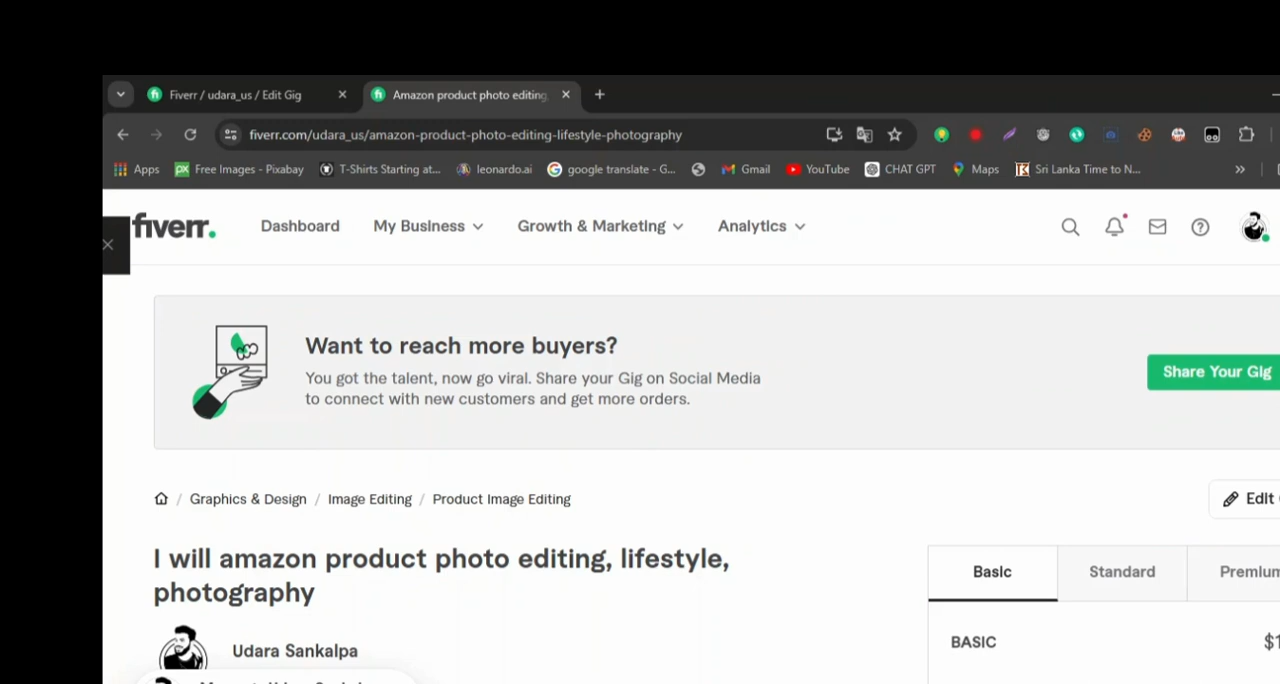 Fiverr / udara_us / Edit Gig
Amazon product photo editing,
fiverr.com/udara_us/amazon-product-photo-editing-lifestyle-photography
Apps
px Free Images - Pixabay
T-Shirts Starting at...
leonardo.ai
google translate - G...
Gmail
YouTube
CHAT GPT
Maps
Sri Lanka Time to N...
fiverr.
Dashboard
My Business
Growth & Marketing
Analytics
Want to reach more buyers?
You got the talent, now go viral. Share your Gig on Social Media
to connect with new customers and get more orders.
Share Your Gig
/ Graphics & Design / Image Editing / Product Image Editing
Edit
I will amazon product photo editing, lifestyle,
photography
Basic
Standard
Premium
Udara Sankalpa
BASIC
$1